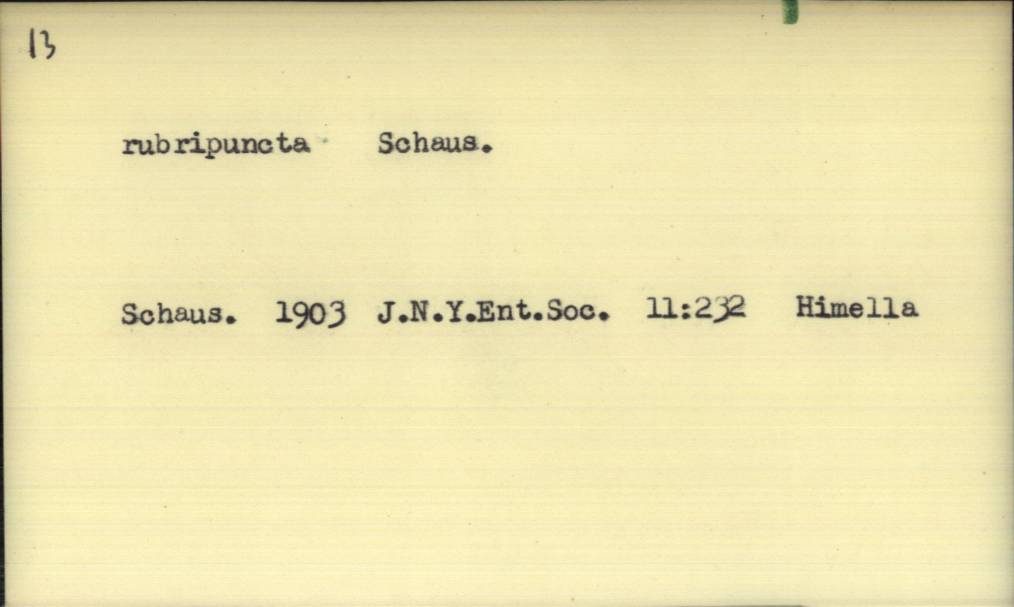 13
rubripuncta Schaus.
Schaus. 1903 J.N.Y.Ent.Soc. 11:232 Himella